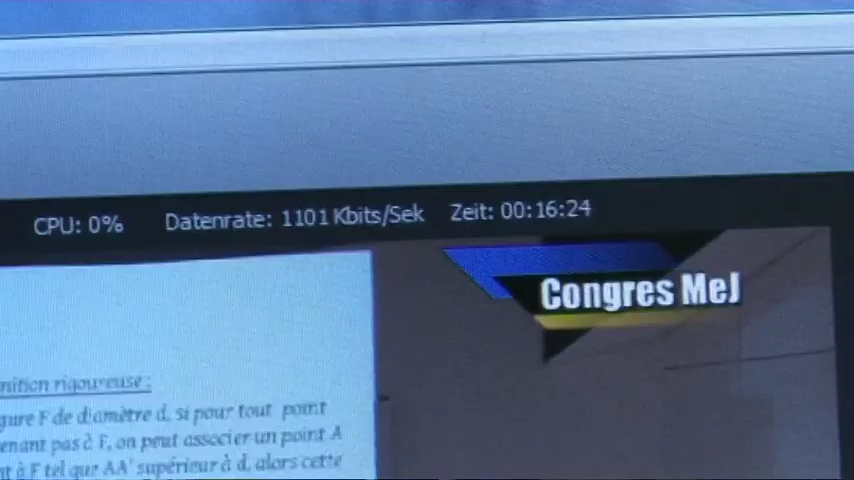 CPU: 0% Datenrate: 1101 Kbits/Sek Zeit: 00:16:24
Congres MeJ
nition rigoureuse :
gure F de diamètre d, si pour tout point
enant pas à F, on peut associer un point A
t à F tel que AA' supérieur à d, alors cette